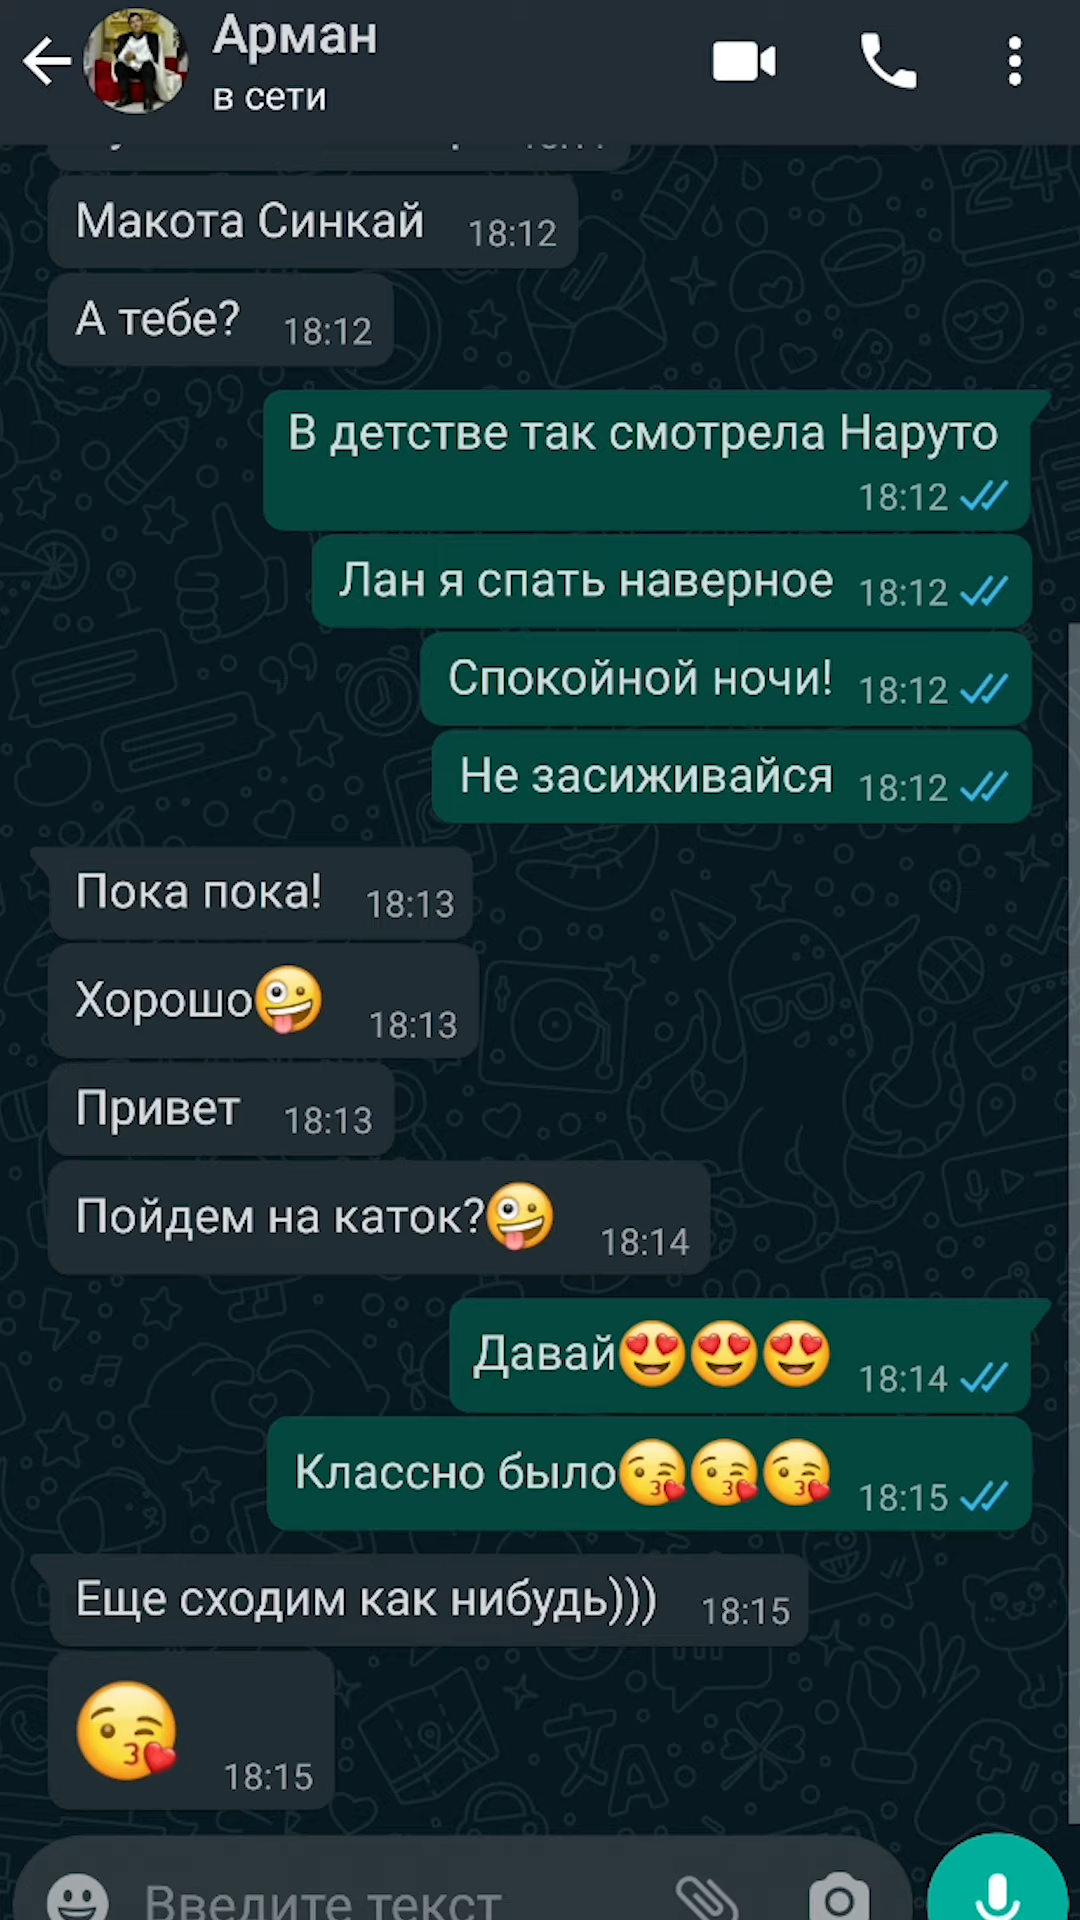 Арман
в сети
Макота Синкай 18:12
А тебе? 18:12
В детстве так смотрела Наруто
18:12
Лан я спать наверное 18:12
Спокойной ночи! 18:12
Не засиживайся 18:12
Пока пока! 18:13
Хорошо🤪 18:13
Привет 18:13
Пойдем на каток?🤪 18:14
Давай😍😍😍 18:14
Классно было😘😘😘 18:15
Еще сходим как нибудь))) 18:15
😘 18:15
Введите текст